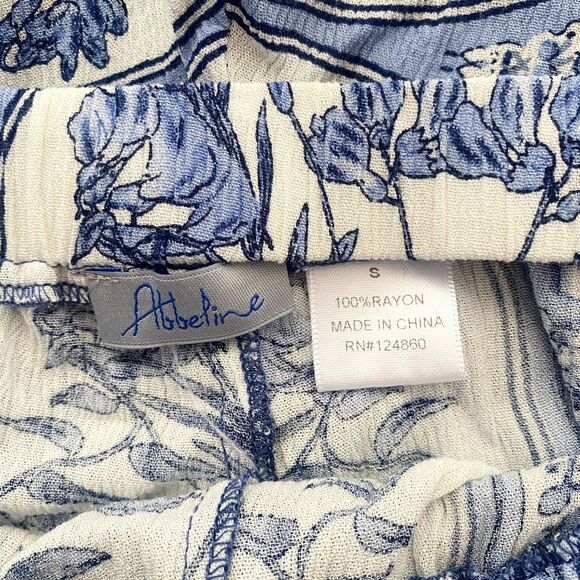 Abbeline
S
100%RAYON
MADE IN CHINA
RN#124860